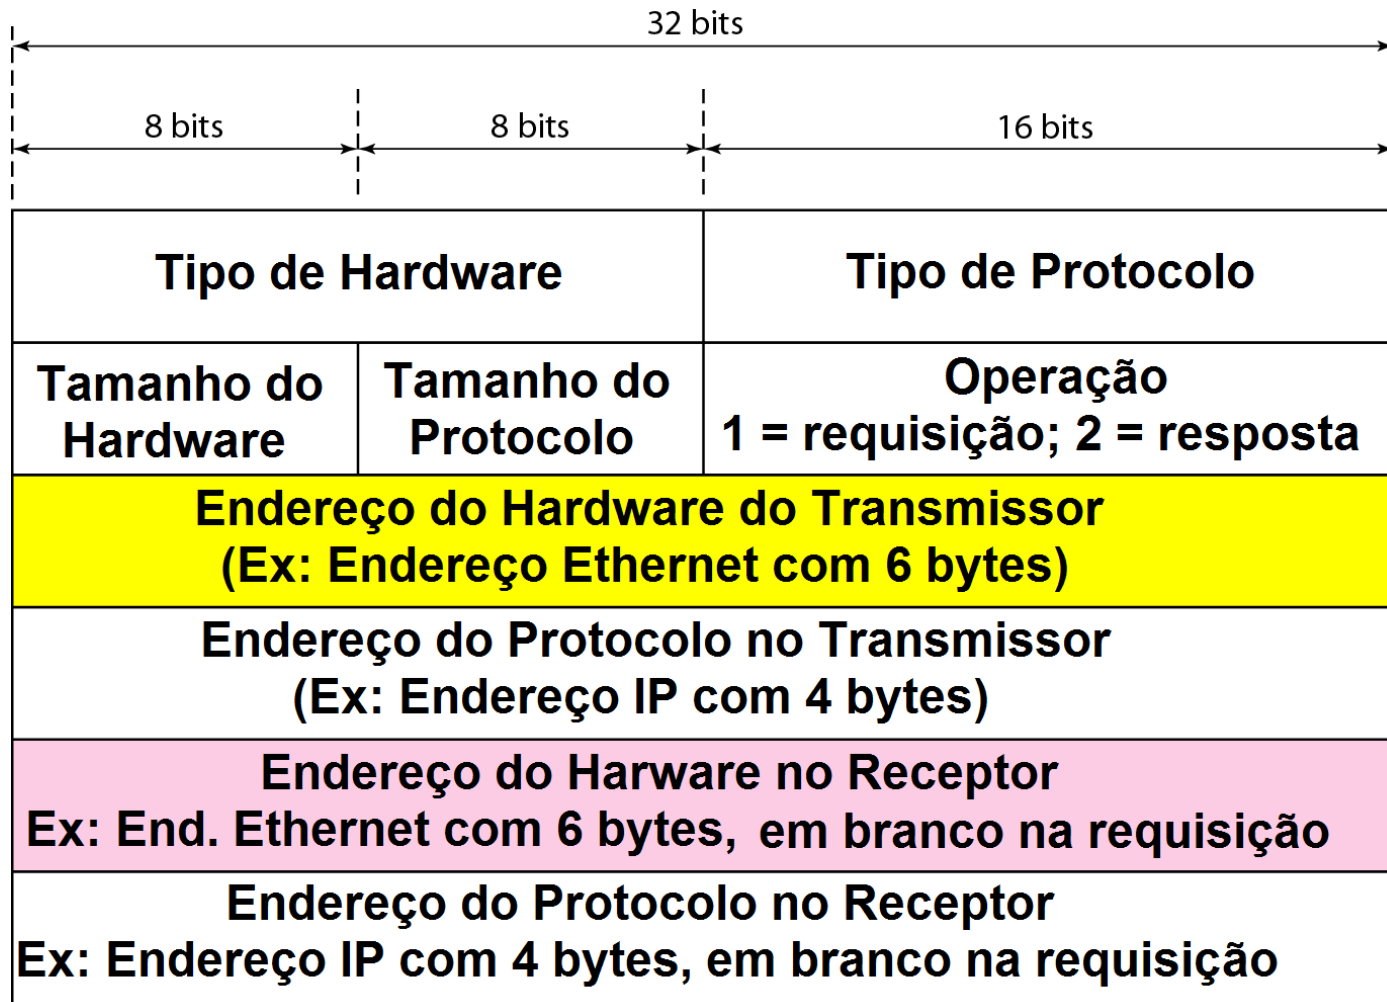 32 bits
8 bits
8 bits
16 bits
Tipo de Hardware
Tipo de Protocolo
Tamanho do
Hardware
Tamanho do
Protocolo
Operação
1 = requisição; 2 = resposta
Endereço do Hardware do Transmissor
(Ex: Endereço Ethernet com 6 bytes)
Endereço do Protocolo no Transmissor
(Ex: Endereço IP com 4 bytes)
Endereço do Harware no Receptor
Ex: End. Ethernet com 6 bytes, em branco na requisição
Endereço do Protocolo no Receptor
Ex: Endereço IP com 4 bytes, em branco na requisição